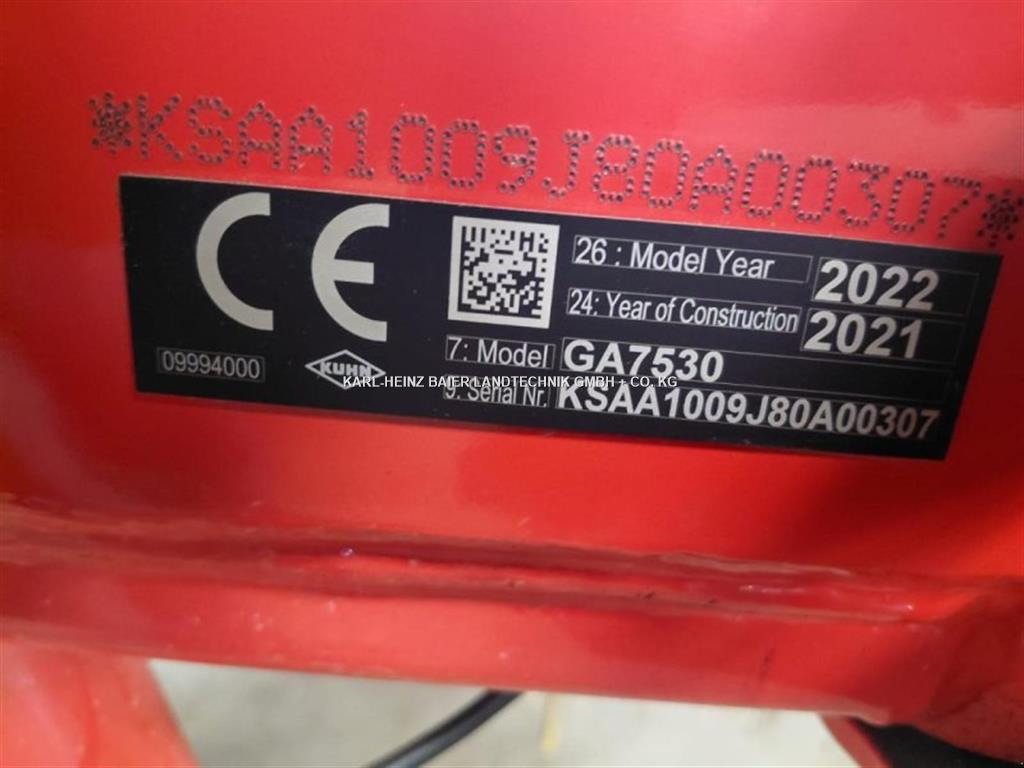 *KSAA1009J80A00307*
CE
26 : Model Year 2022
24: Year of Construction 2021
7: Model GA7530
9: Serial Nr. KSAA1009J80A00307
09994000
KUHN
KARL-HEINZ BAIER LANDTECHNIK GMBH + CO. KG